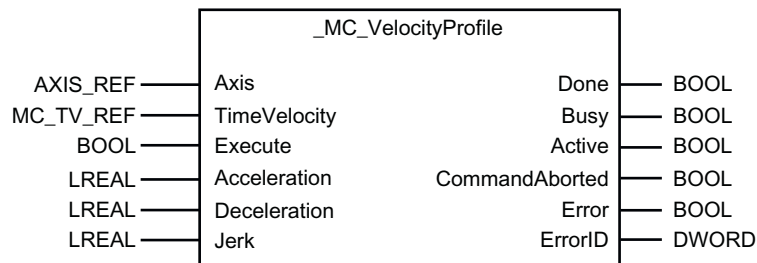 _MC_VelocityProfile
AXIS_REF Axis Done BOOL
MC_TV_REF TimeVelocity Busy BOOL
BOOL Execute Active BOOL
LREAL Acceleration CommandAborted BOOL
LREAL Deceleration Error BOOL
LREAL Jerk ErrorID DWORD